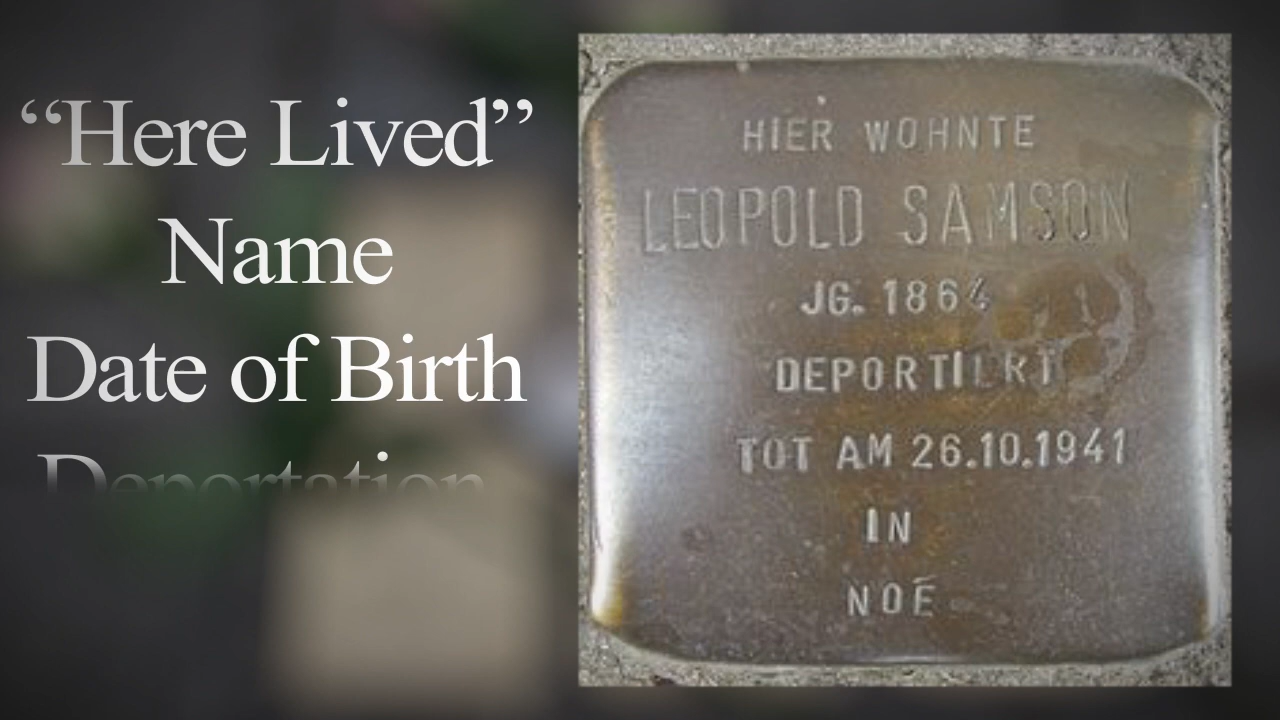 “Here Lived”
Name
Date of Birth
Deportation
HIER WOHNTE
LEOPOLD SAMSON
JG. 1864
DEPORTIERT
TOT AM 26.10.1941
IN
NOÉ